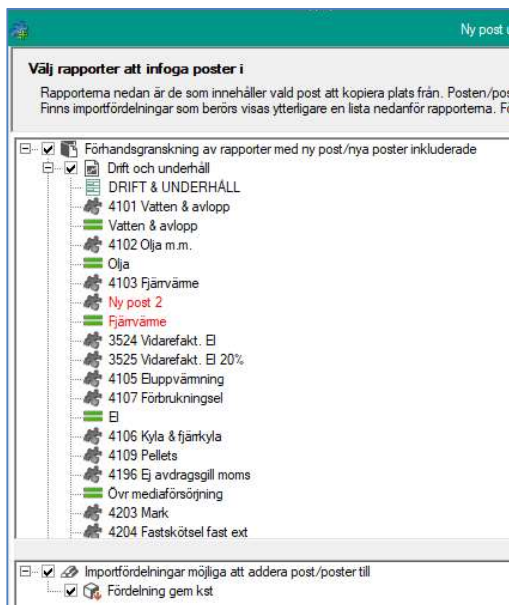 Ny post
Välj rapporter att infoga poster i
Rapporterna nedan är de som innehåller vald post att kopiera plats från. Posten/pos
Finns importfördelningar som berörs visas ytterligare en lista nedanför rapporterna. Fö
Förhandsgranskning av rapporter med ny post/nya poster inkluderade
Drift och underhåll
DRIFT & UNDERHÅLL
4101 Vatten & avlopp
Vatten & avlopp
4102 Olja m.m.
Olja
4103 Fjärrvärme
Ny post 2
Fjärrvärme
3524 Vidarefakt. El
3525 Vidarefakt. El 20%
4105 Eluppvärmning
4107 Förbrukningsel
El
4106 Kyla & fjärrkyla
4109 Pellets
4196 Ej avdragsgill moms
Övr mediaförsörjning
4203 Mark
4204 Fastskötsel fast ext
Importfördelningar möjliga att addera post/poster till
Fördelning gem kst